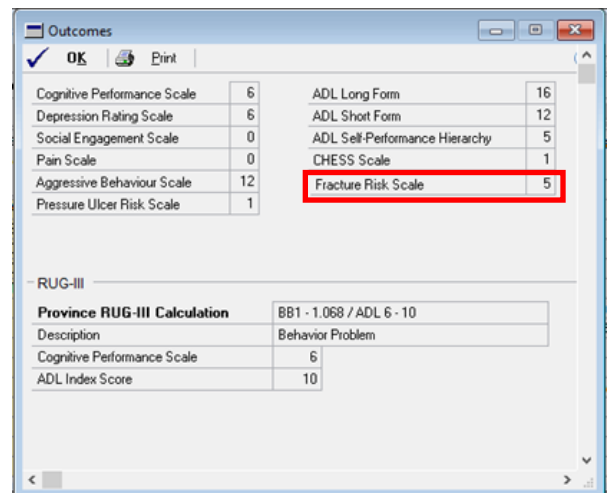 Outcomes
OK Print
Cognitive Performance Scale 6 ADL Long Form 16
Depression Rating Scale 6 ADL Short Form 12
Social Engagement Scale 0 ADL Self-Performance Hierarchy 5
Pain Scale 0 CHESS Scale 1
Aggressive Behaviour Scale 12 Fracture Risk Scale 5
Pressure Ulcer Risk Scale 1
RUG-III
Province RUG-III Calculation BB1 - 1.068 / ADL 6 - 10
Description Behavior Problem
Cognitive Performance Scale 6
ADL Index Score 10